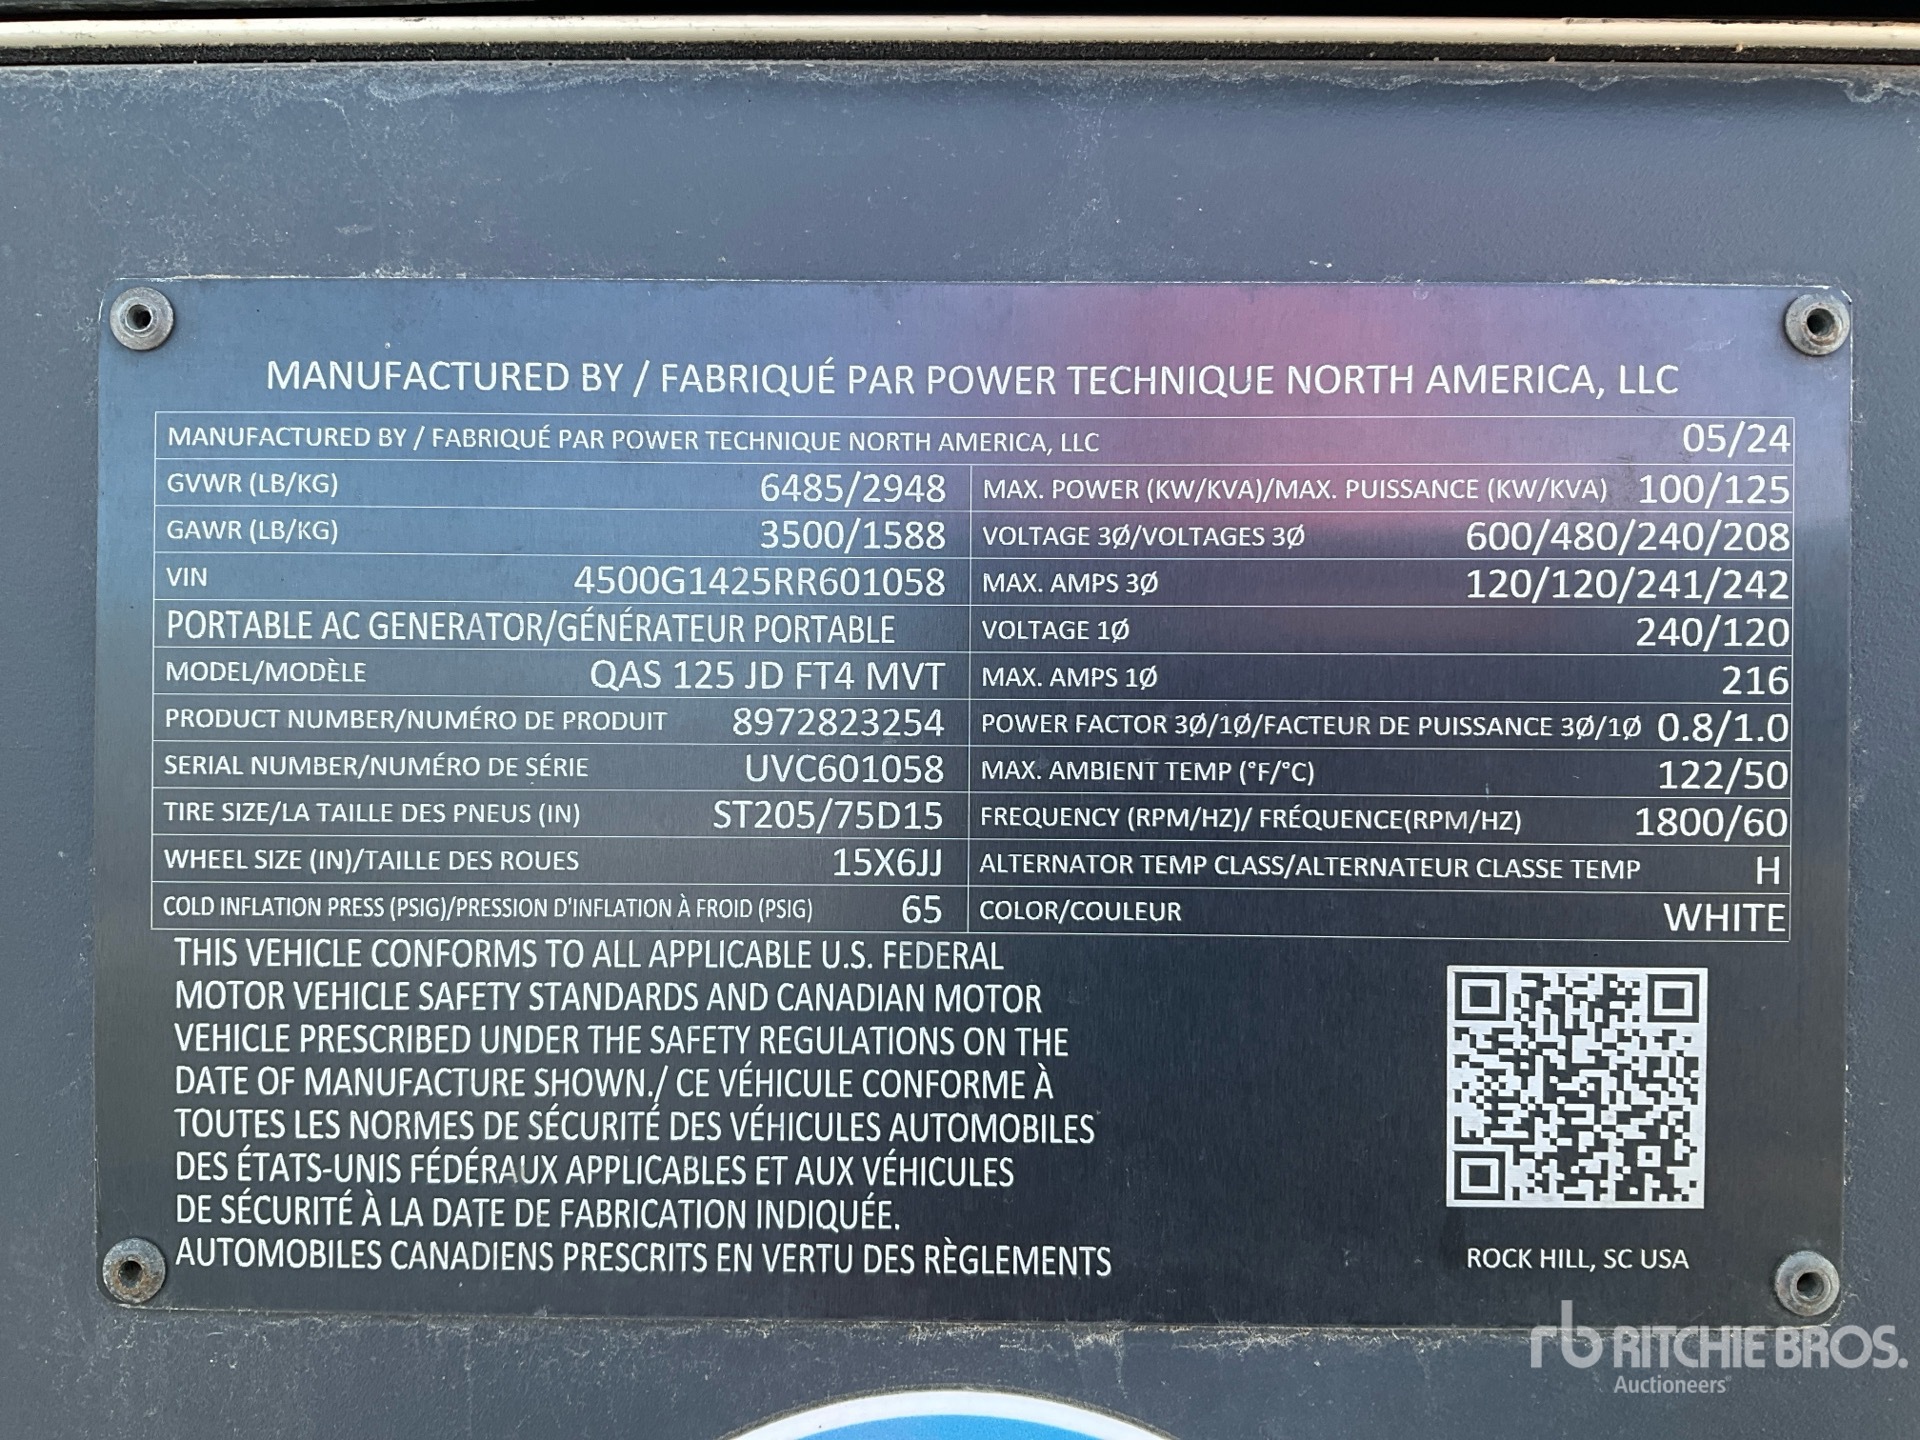 MANUFACTURED BY / FABRIQUÉ PAR POWER TECHNIQUE NORTH AMERICA, LLC
MANUFACTURED BY / FABRIQUÉ PAR POWER TECHNIQUE NORTH AMERICA, LLC 05/24
GVWR (LB/KG) 6485/2948 MAX. POWER (KW/KVA)/MAX. PUISSANCE (KW/KVA) 100/125
GAWR (LB/KG) 3500/1588 VOLTAGE 3Ø/VOLTAGES 3Ø 600/480/240/208
VIN 4500G1425RR601058 MAX. AMPS 3Ø 120/120/241/242
PORTABLE AC GENERATOR/GÉNÉRATEUR PORTABLE VOLTAGE 1Ø 240/120
MODEL/MODÈLE QAS 125 JD FT4 MVT MAX. AMPS 1Ø 216
PRODUCT NUMBER/NUMÉRO DE PRODUIT 8972823254 POWER FACTOR 3Ø/1Ø/FACTEUR DE PUISSANCE 3Ø/1Ø 0.8/1.0
SERIAL NUMBER/NUMÉRO DE SÉRIE UVC601058 MAX. AMBIENT TEMP (°F/°C) 122/50
TIRE SIZE/LA TAILLE DES PNEUS (IN) ST205/75D15 FREQUENCY (RPM/HZ)/ FRÉQUENCE(RPM/HZ) 1800/60
WHEEL SIZE (IN)/TAILLE DES ROUES 15X6JJ ALTERNATOR TEMP CLASS/ALTERNATEUR CLASSE TEMP H
COLD INFLATION PRESS (PSIG)/PRESSION D'INFLATION À FROID (PSIG) 65 COLOR/COULEUR WHITE
THIS VEHICLE CONFORMS TO ALL APPLICABLE U.S. FEDERAL
MOTOR VEHICLE SAFETY STANDARDS AND CANADIAN MOTOR
VEHICLE PRESCRIBED UNDER THE SAFETY REGULATIONS ON THE
DATE OF MANUFACTURE SHOWN./ CE VÉHICULE CONFORME À
TOUTES LES NORMES DE SÉCURITÉ DES VÉHICULES AUTOMOBILES
DES ÉTATS-UNIS FÉDÉRAUX APPLICABLES ET AUX VÉHICULES
DE SÉCURITÉ À LA DATE DE FABRICATION INDIQUÉE.
AUTOMOBILES CANADIENS PRESCRITS EN VERTU DES RÈGLEMENTS
ROCK HILL, SC USA
rb RITCHIE BROS.
Auctioneers